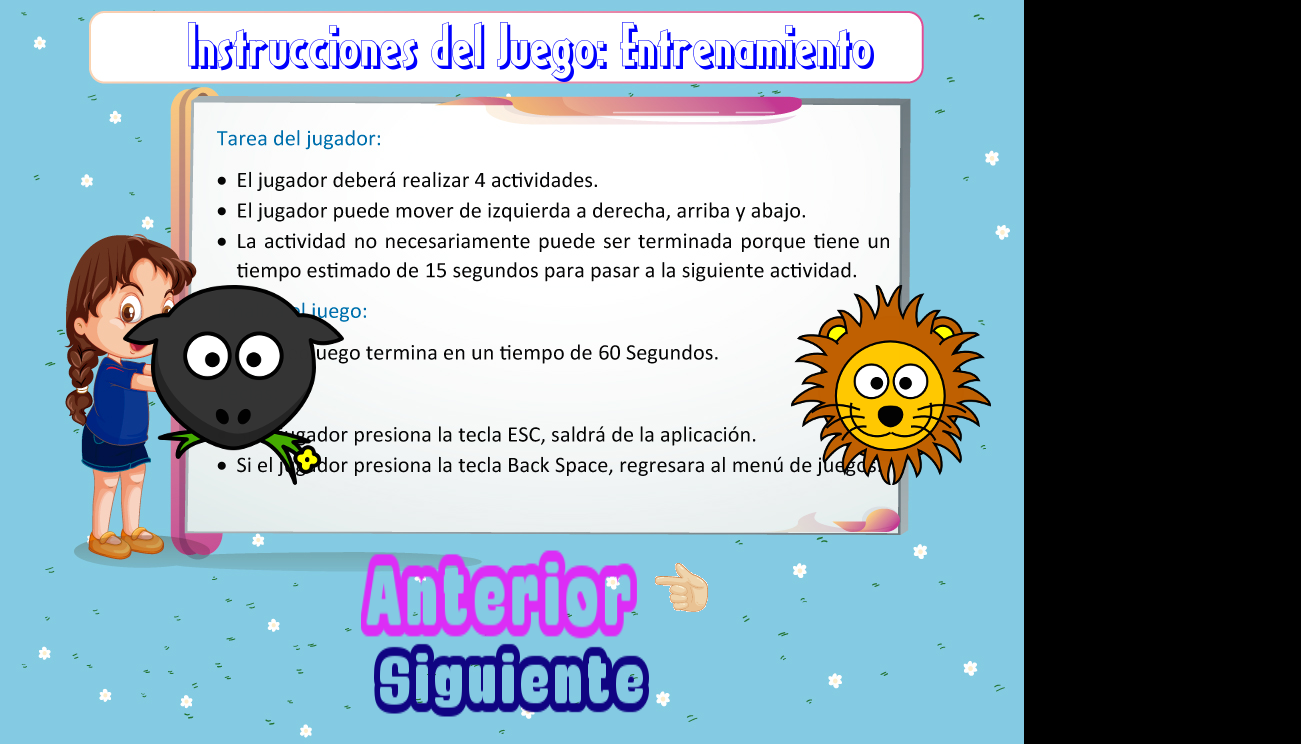 Instrucciones del Juego: Entrenamiento
Tarea del jugador:
• El jugador deberá realizar 4 actividades.
• El jugador puede mover de izquierda a derecha, arriba y abajo.
• La actividad no necesariamente puede ser terminada porque tiene un
tiempo estimado de 15 segundos para pasar a la siguiente actividad.
juego:
termina en un tiempo de 60 Segundos.
presiona la tecla ESC, saldrá de la aplicación.
• Si el jugador presiona la tecla Back Space, regresara al menú de juegos.
Anterior
Siguiente